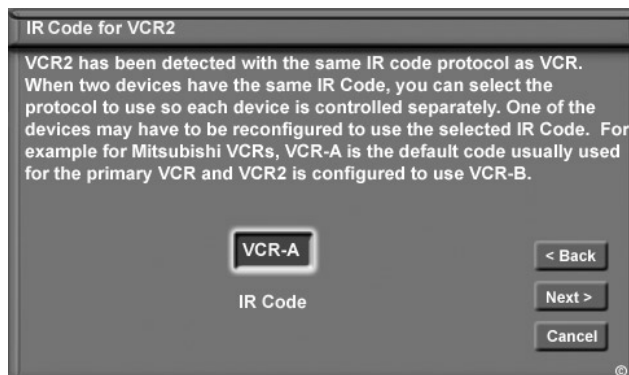 IR Code for VCR2
VCR2 has been detected with the same IR code protocol as VCR.
When two devices have the same IR Code, you can select the
protocol to use so each device is controlled separately. One of the
devices may have to be reconfigured to use the selected IR Code.  For
example for Mitsubishi VCRs, VCR-A is the default code usually used
for the primary VCR and VCR2 is configured to use VCR-B.
VCR-A
< Back
IR Code
Next >
Cancel
©